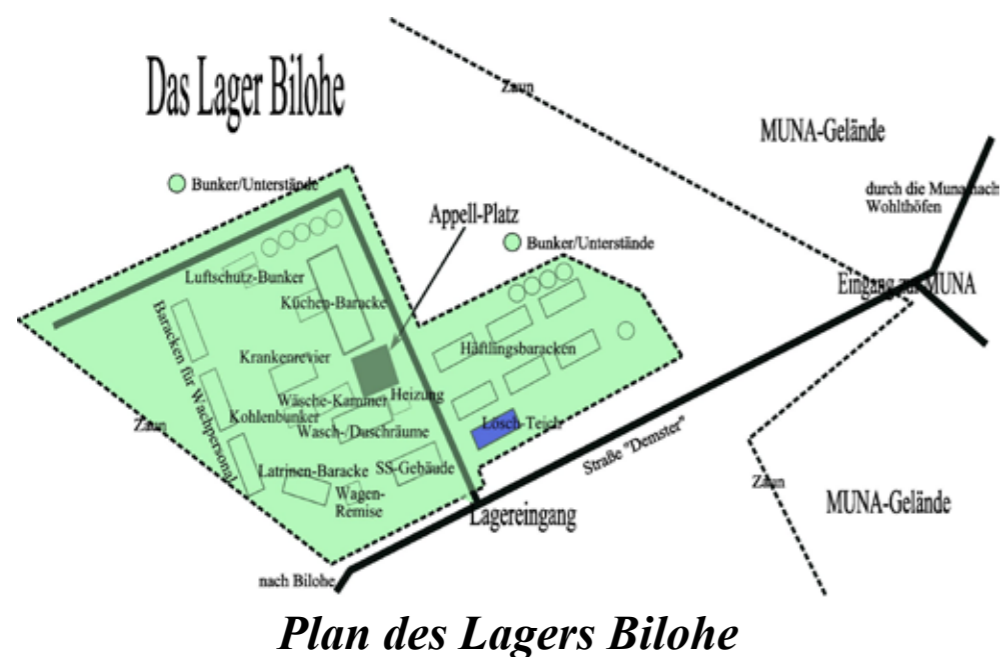 Das Lager Bilohe
Zaun
MUNA-Gelände
Bunker/Unterstände
Appell-Platz
durch die Muna nach
Wohlthöfen
Bunker/Unterstände
Luftschutz-Bunker
Eingang zur MUNA
Küchen-Baracke
Baracken für Wachpersonal
Häftlingsbaracken
Krankenrevier
Wäsche-Kammer
Heizung
Kohlenbunker
Wasch-/Duschräume
Lösch-Teich
Zaun
Straße "Demster"
Latrinen-Baracke
SS-Gebäude
Wagen-
Remise
Zaun
MUNA-Gelände
Lagereingang
nach Bilohe
Plan des Lagers Bilohe